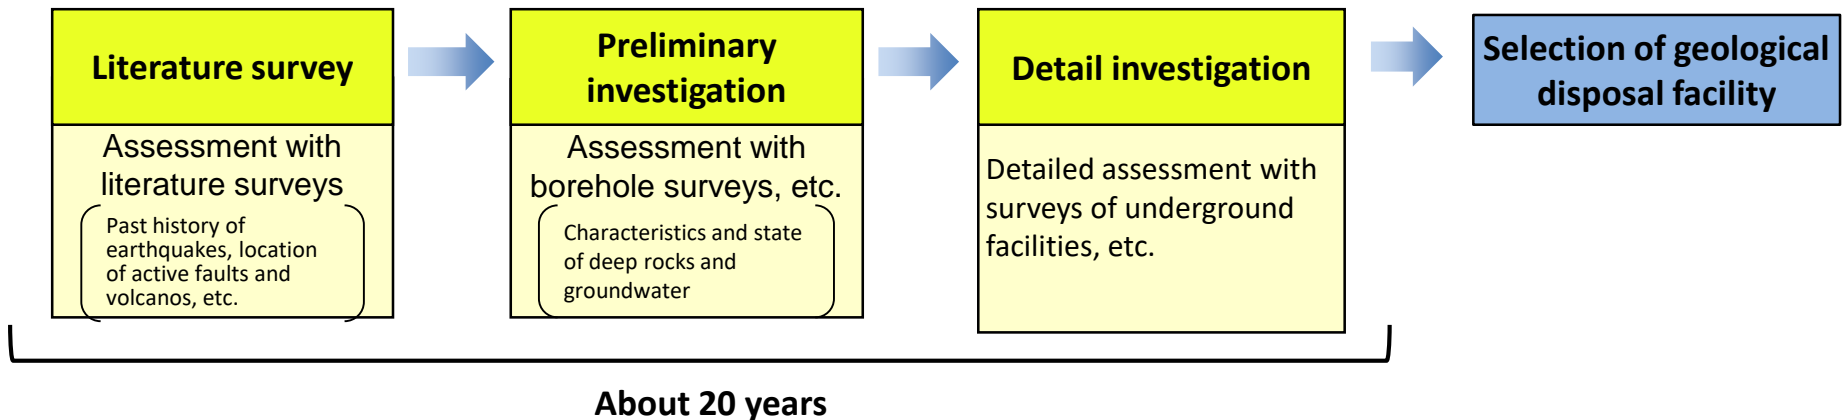 Literature survey
Assessment with
literature surveys
Past history of
earthquakes, location
of active faults and
volcanos, etc.
Preliminary
investigation
Assessment with
borehole surveys, etc.
Characteristics and state
of deep rocks and
groundwater
Detail investigation
Detailed assessment with
surveys of underground
facilities, etc.
Selection of geological
disposal facility
About 20 years